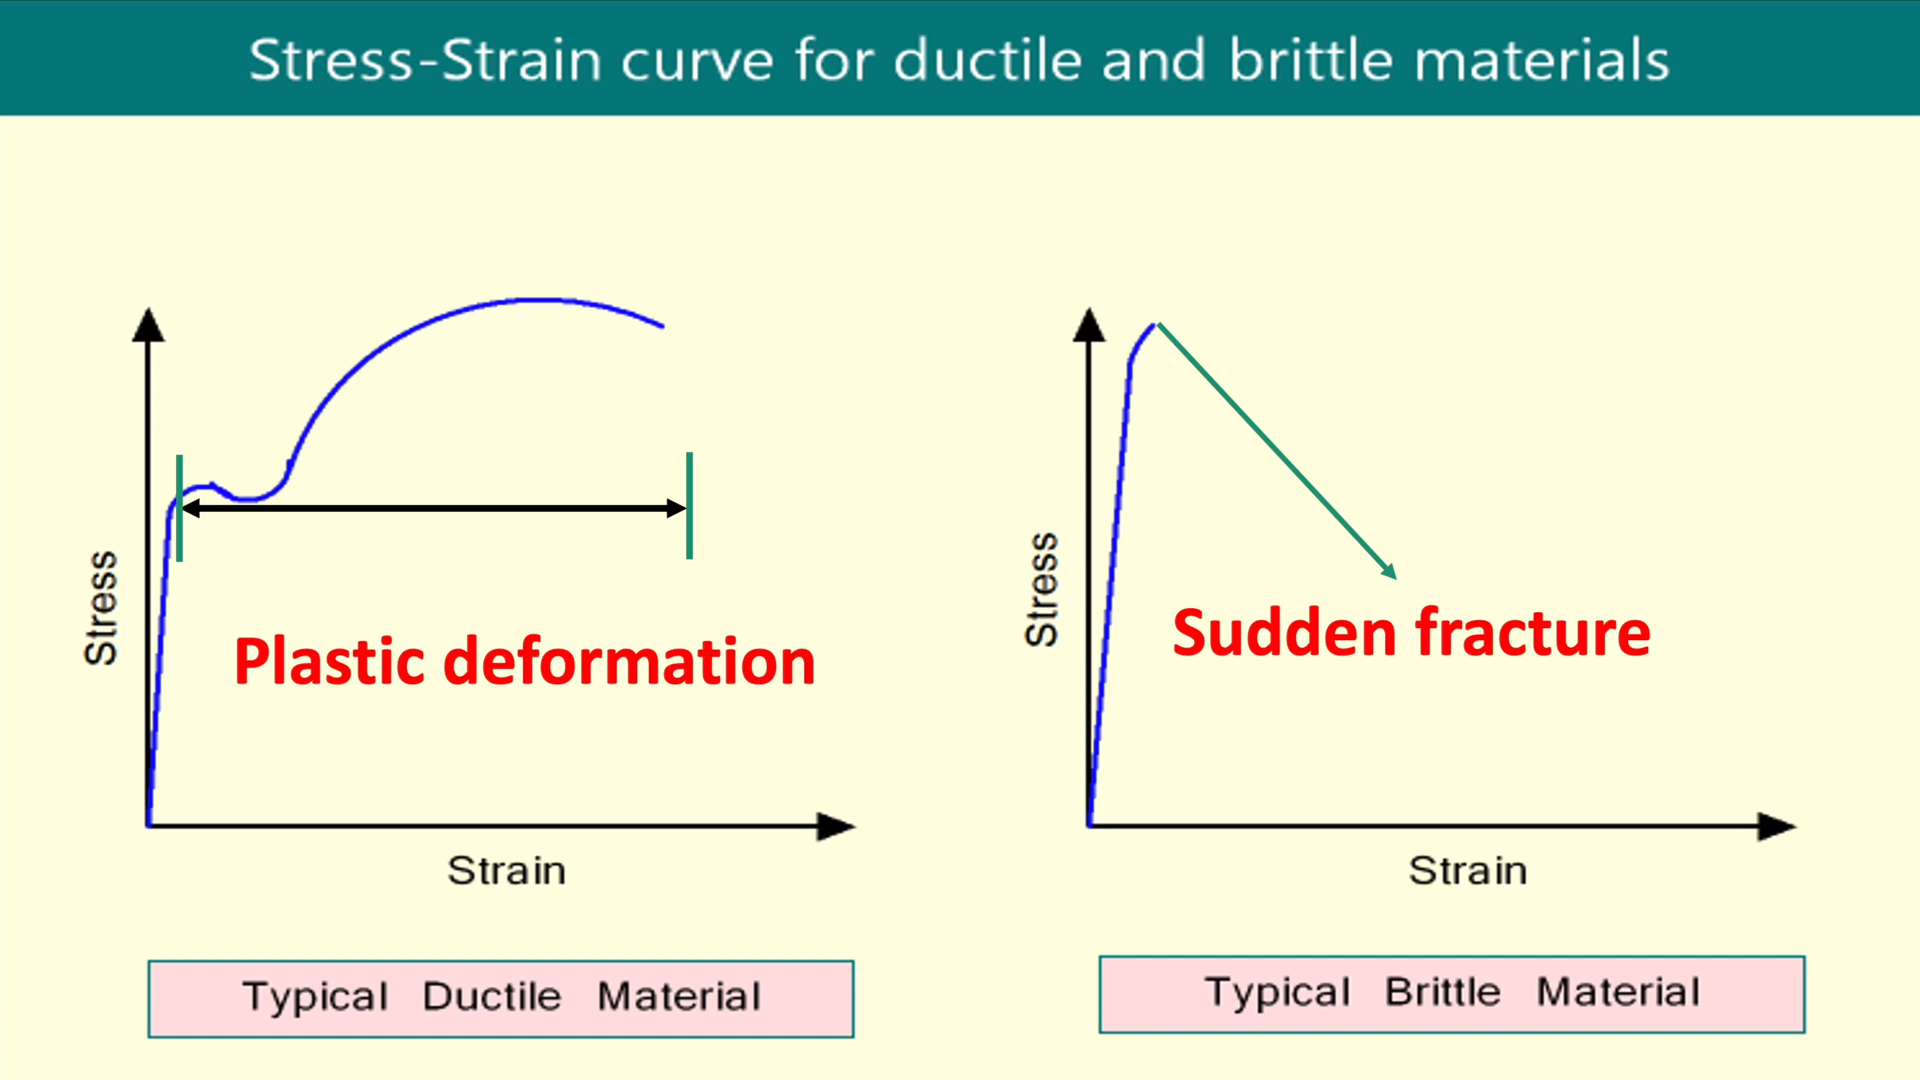 Stress-Strain curve for ductile and brittle materials
Stress
Plastic deformation
Strain
Typical Ductile Material
Stress
Sudden fracture
Strain
Typical Brittle Material